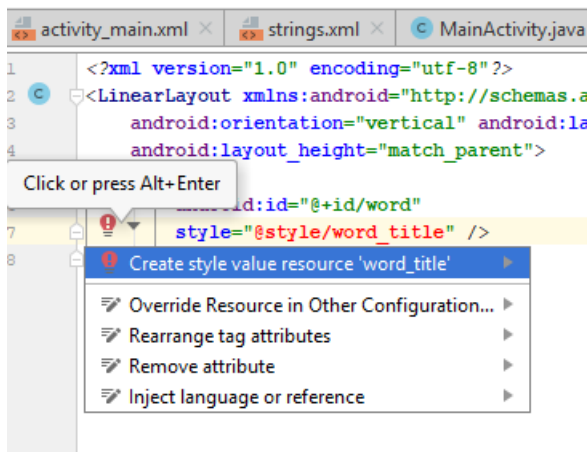 activity_main.xml × strings.xml × C MainActivity.java
1 <?xml version="1.0" encoding="utf-8"?>
2 C <LinearLayout xmlns:android="http://schemas.a
3 android:orientation="vertical" android:la
4 android:layout_height="match_parent">
Click or press Alt+Enter
android:id="@+id/word"
7 style="@style/word_title" />
8 Create style value resource 'word_title'
Override Resource in Other Configuration...
Rearrange tag attributes
Remove attribute
Inject language or reference